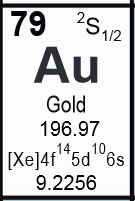 79 ²S₁/₂
Au
Gold
196.97
[Xe]4f¹⁴5d¹⁰6s
9.2256